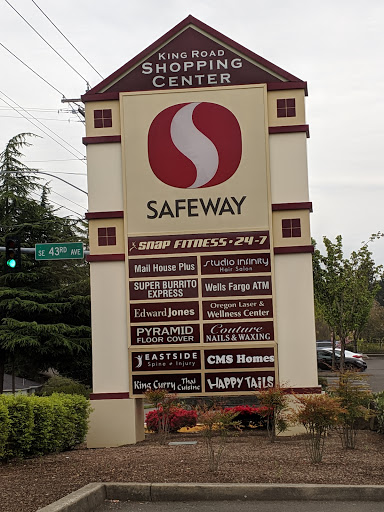 KING ROAD
SHOPPING
CENTER
SAFEWAY
SE 43RD AVE
SNAP FITNESS·24-7
Mail House Plus
studio infinity
Hair Salon
SUPER BURRITO
EXPRESS
Wells Fargo ATM
Edward Jones
Oregon Laser &
Wellness Center
PYRAMID
FLOOR COVER
Couture
NAILS & WAXING
EASTSIDE
Spine & Injury
CMS Homes
King Curry Thai
Cuisine
HAPPY TAILS